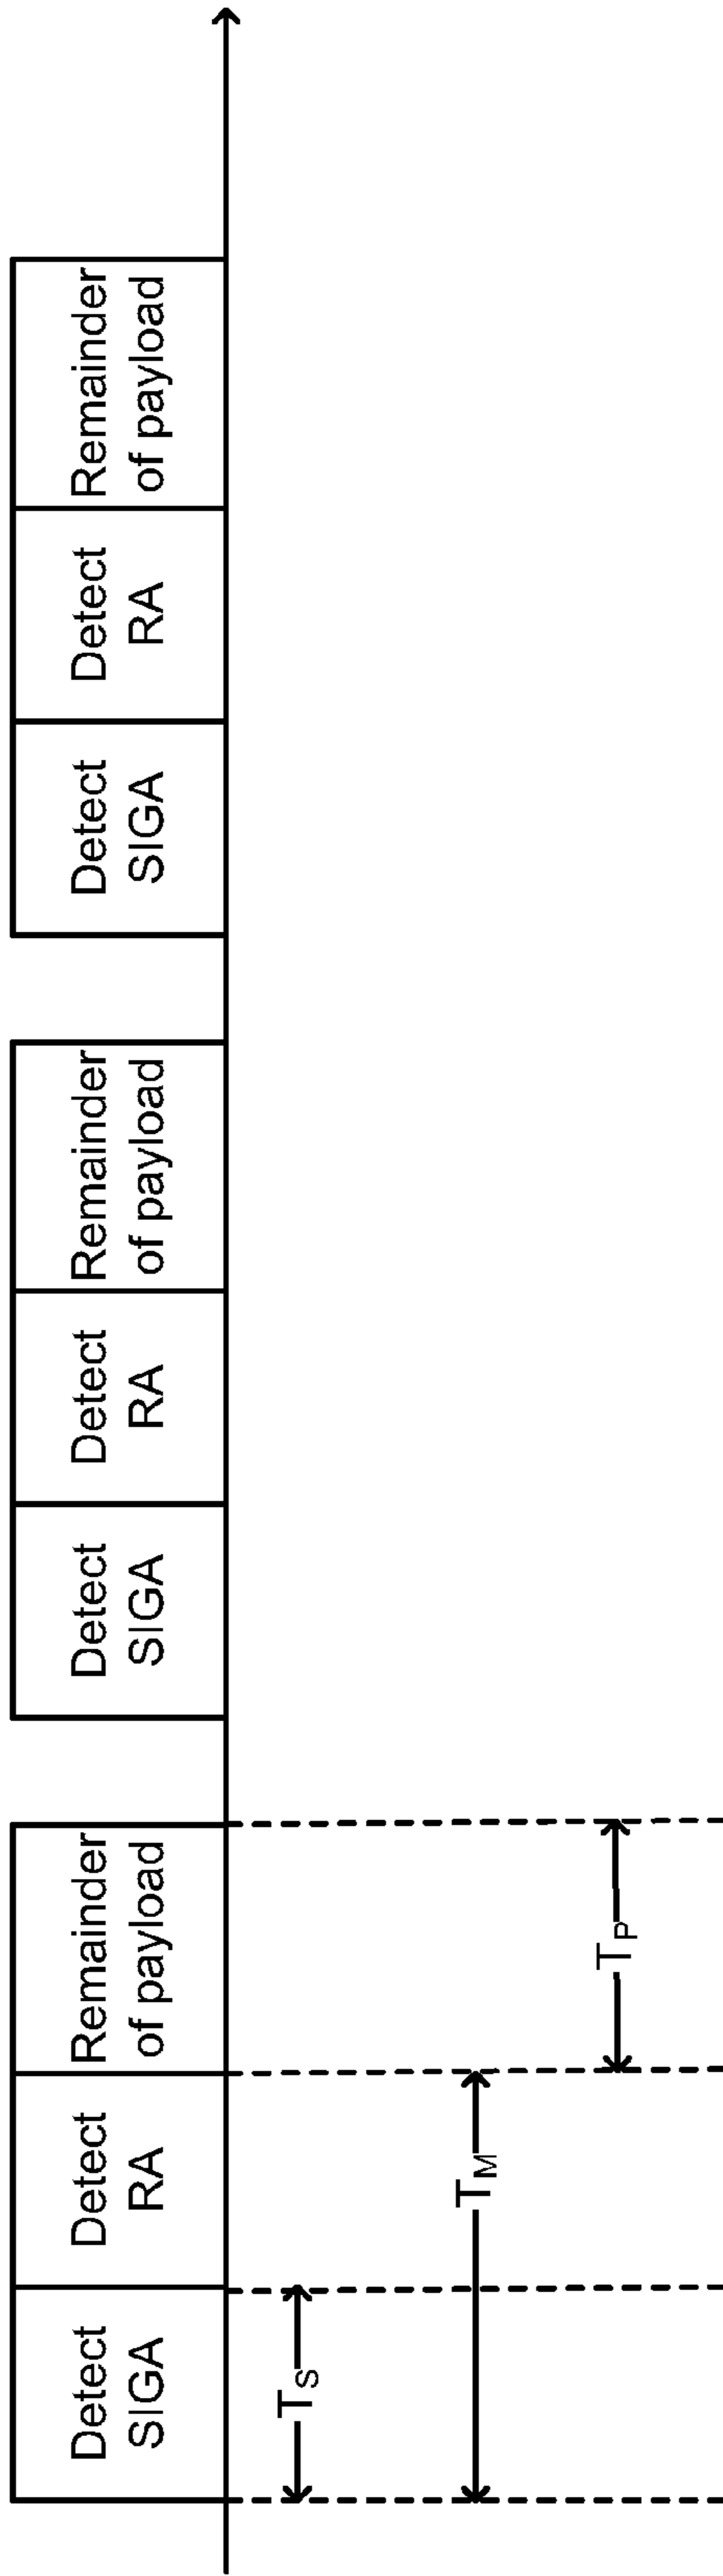 Detect
SIGA
Detect
RA
Remainder
of payload
Detect
SIGA
Detect
RA
Remainder
of payload
Detect
SIGA
Detect
RA
Remainder
of payload
TS
TM
TP